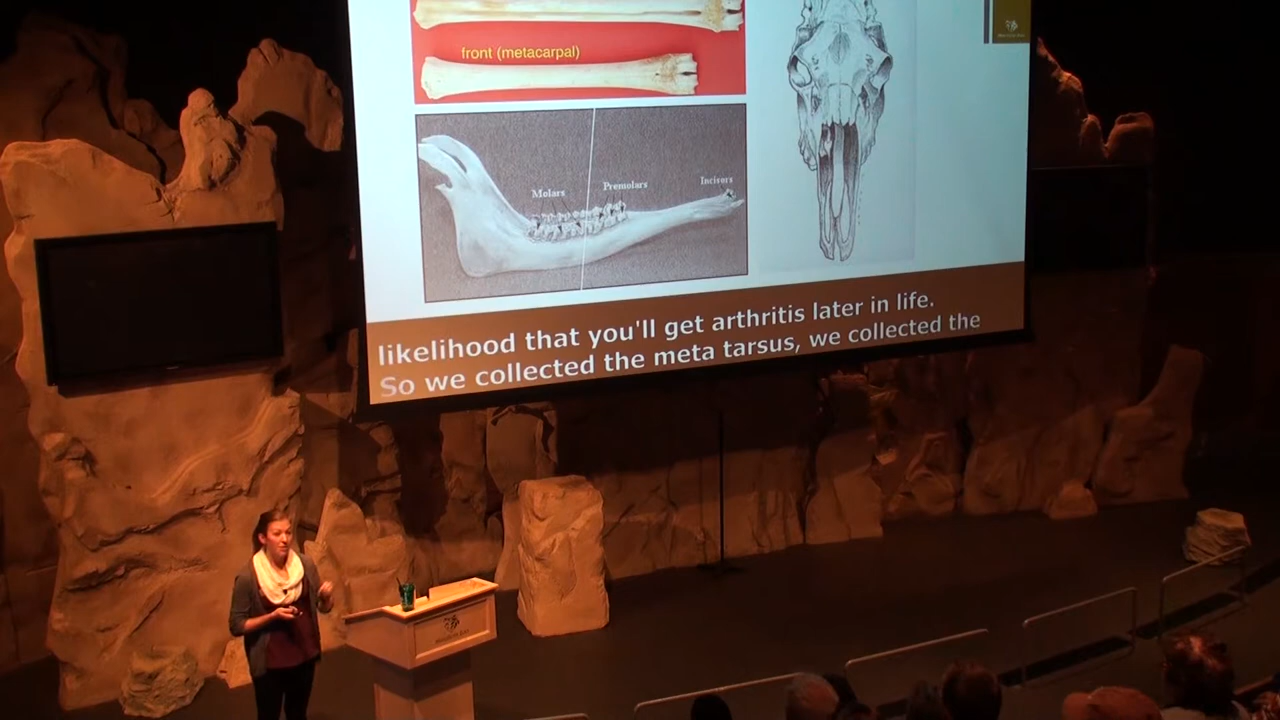 front (metacarpal)
Molars
Premolars
Incisors
likelihood that you'll get arthritis later in life.
So we collected the meta tarsus, we collected the